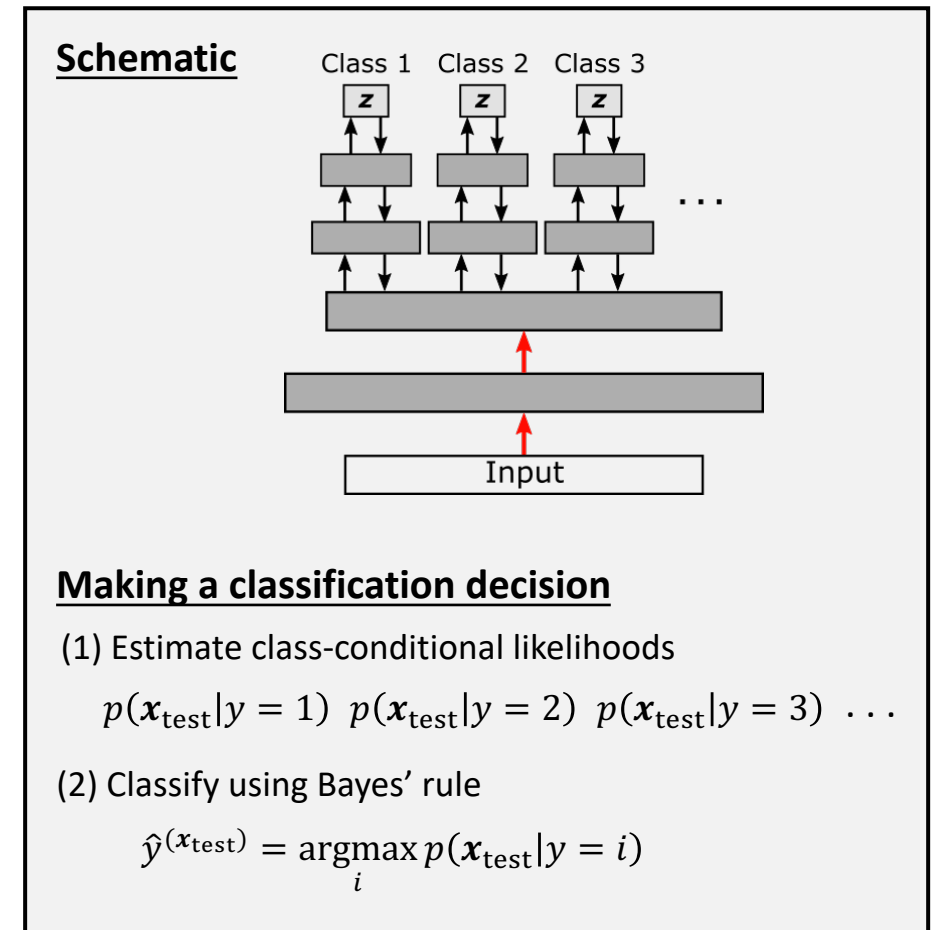 Schematic
Class 1 Class 2 Class 3
z z z
. . .
Input
Making a classification decision
(1) Estimate class-conditional likelihoods
p(x_test|y = 1) p(x_test|y = 2) p(x_test|y = 3) . . .
(2) Classify using Bayes’ rule
ŷ^(x_test) = argmax p(x_test|y = i)
i